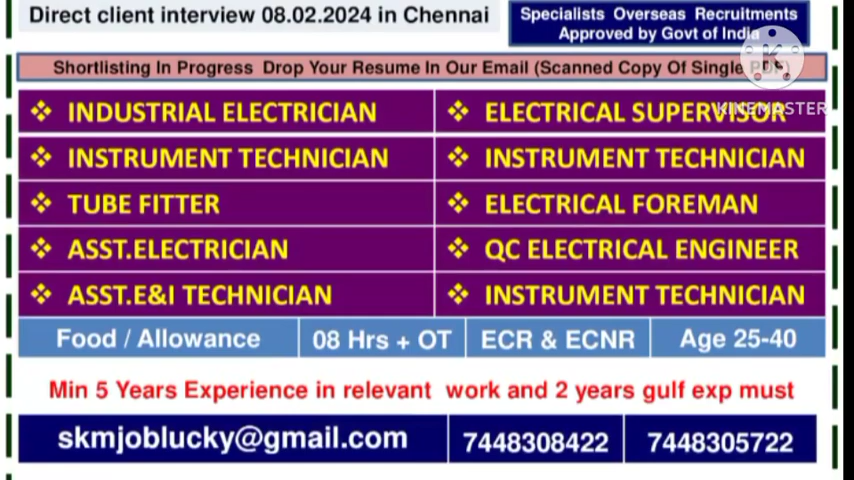 Direct client interview 08.02.2024 in Chennai
Specialists Overseas Recruitments
Approved by Govt of India
Shortlisting In Progress Drop Your Resume In Our Email (Scanned Copy Of Single PDF)
❖ INDUSTRIAL ELECTRICIAN
❖ ELECTRICAL SUPERVISOR
KINEMASTER
❖ INSTRUMENT TECHNICIAN
❖ INSTRUMENT TECHNICIAN
❖ TUBE FITTER
❖ ELECTRICAL FOREMAN
❖ ASST.ELECTRICIAN
❖ QC ELECTRICAL ENGINEER
❖ ASST.E&I TECHNICIAN
❖ INSTRUMENT TECHNICIAN
Food / Allowance
08 Hrs + OT
ECR & ECNR
Age 25-40
Min 5 Years Experience in relevant work and 2 years gulf exp must
skmjoblucky@gmail.com
7448308422
7448305722